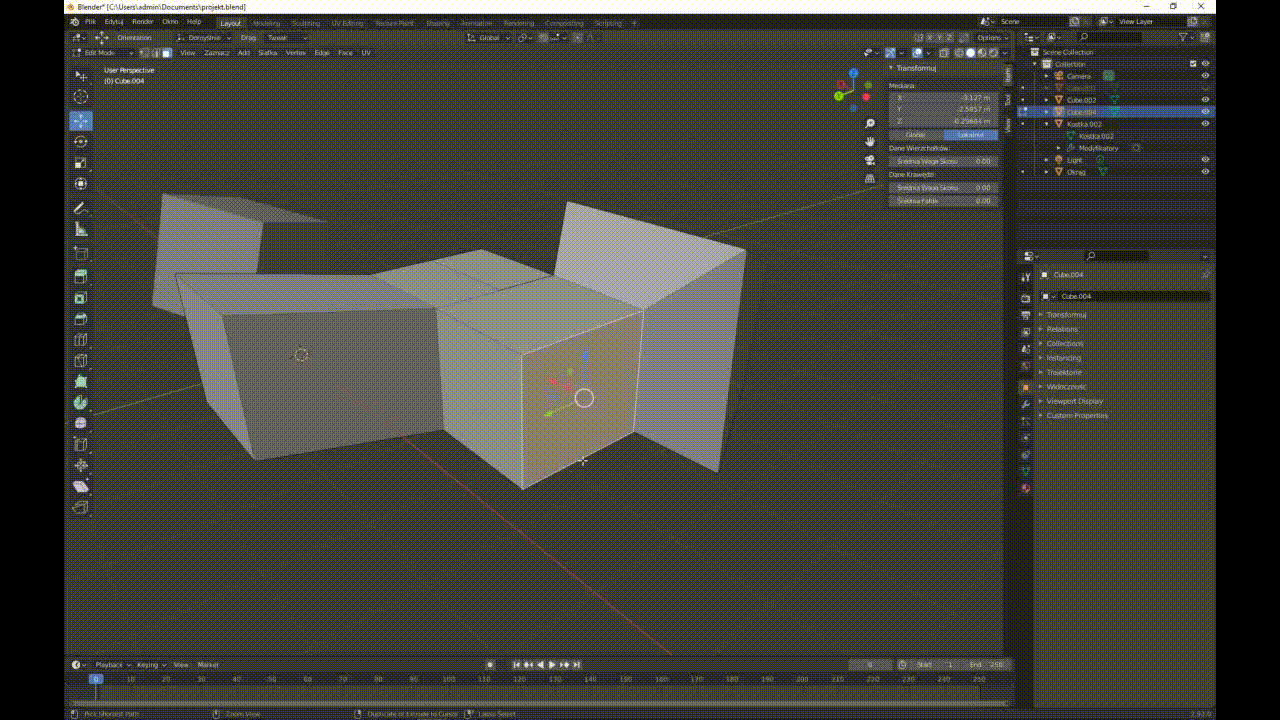 Blender* [C:\Users\admin\Documents\projekt.blend]
Plik Edytuj Render Okno Help Layout Modeling Sculpting UV Editing Texture Paint Shading Animation Rendering Compositing Scripting + Scene View Layer
Orientation Domyślnie Drag Tweak Global X Y Z Options
Edit Mode View Zaznacz Add Siatka Vertex Edge Face UV
User Perspective
(0) Cube.004
Transformuj
Mediana:
X -3.127 m
Y
Z
Global Lokalnie
Dane Wierzchołków:
Średnia Waga Skosu 0.00
Dane Krawędzi:
Średnia Waga Skosu 0.00
Średnia Fałda 0.00
Item
Tool
View
Scene Collection
Collection
Camera
Cube.002
Cube.004
Kostka.002
Kostka.002
Modyfikatory
Light
Okrąg
Cube.004
Cube.004
Transformuj
Relations
Collections
Instancing
Trajektorie
Widoczność
Viewport Display
Custom Properties
Playback Keying View Marker 0 Start 1 End 250
0 10 20 30 40 50 60 70 80 90 100 110 120 130 140 150 160 170 180 190 200 210 220 230 240 250
Pick Shortest Path Zoom View Duplicate or Extrude to Cursor Lasso Select 2.92.0